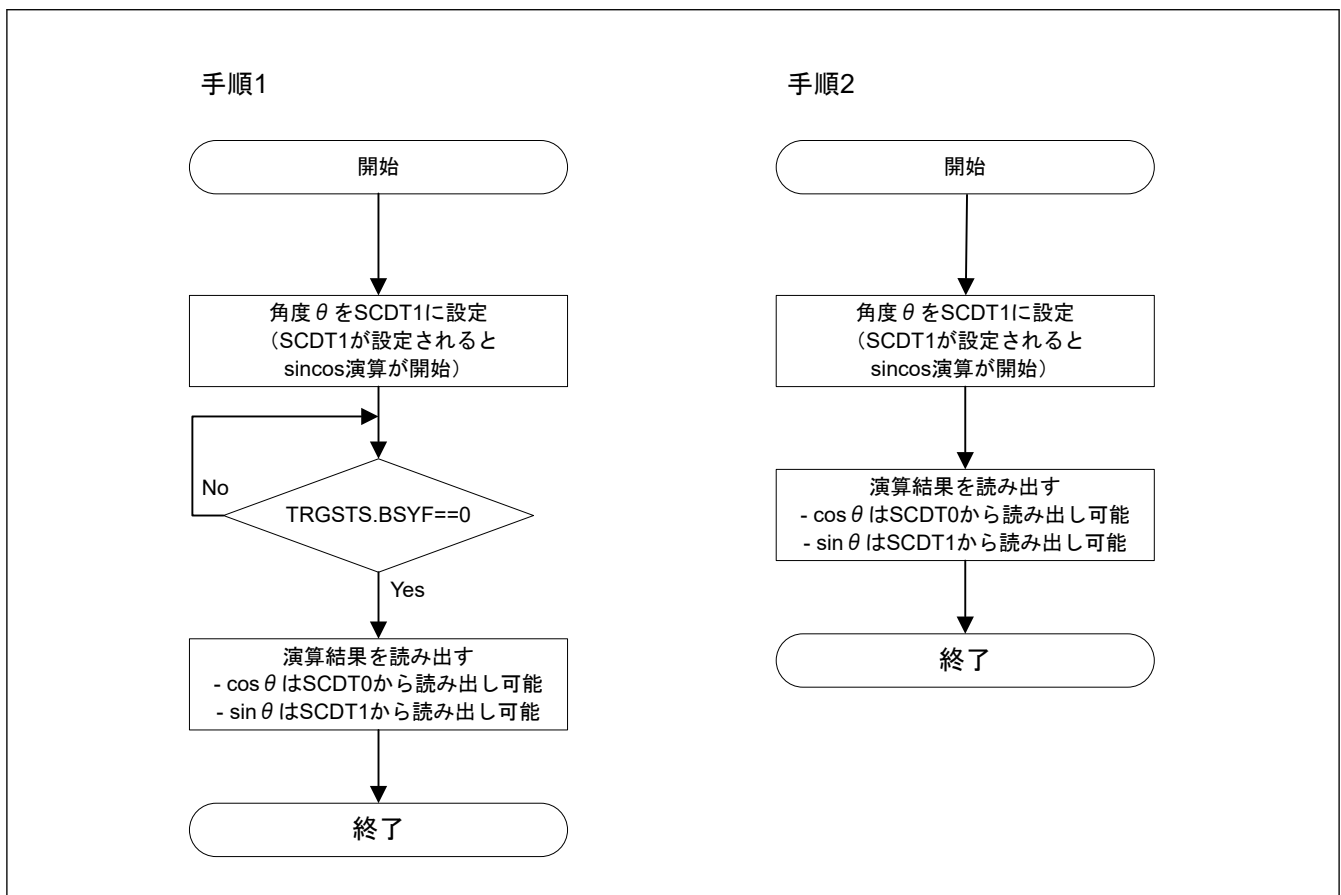 手順1
開始
角度θをSCDT1に設定
（SCDT1が設定されると
sincos演算が開始）
No
TRGSTS.BSYF==0
Yes
演算結果を読み出す
- cosθはSCDT0から読み出し可能
- sinθはSCDT1から読み出し可能
終了
手順2
開始
角度θをSCDT1に設定
（SCDT1が設定されると
sincos演算が開始）
演算結果を読み出す
- cosθはSCDT0から読み出し可能
- sinθはSCDT1から読み出し可能
終了